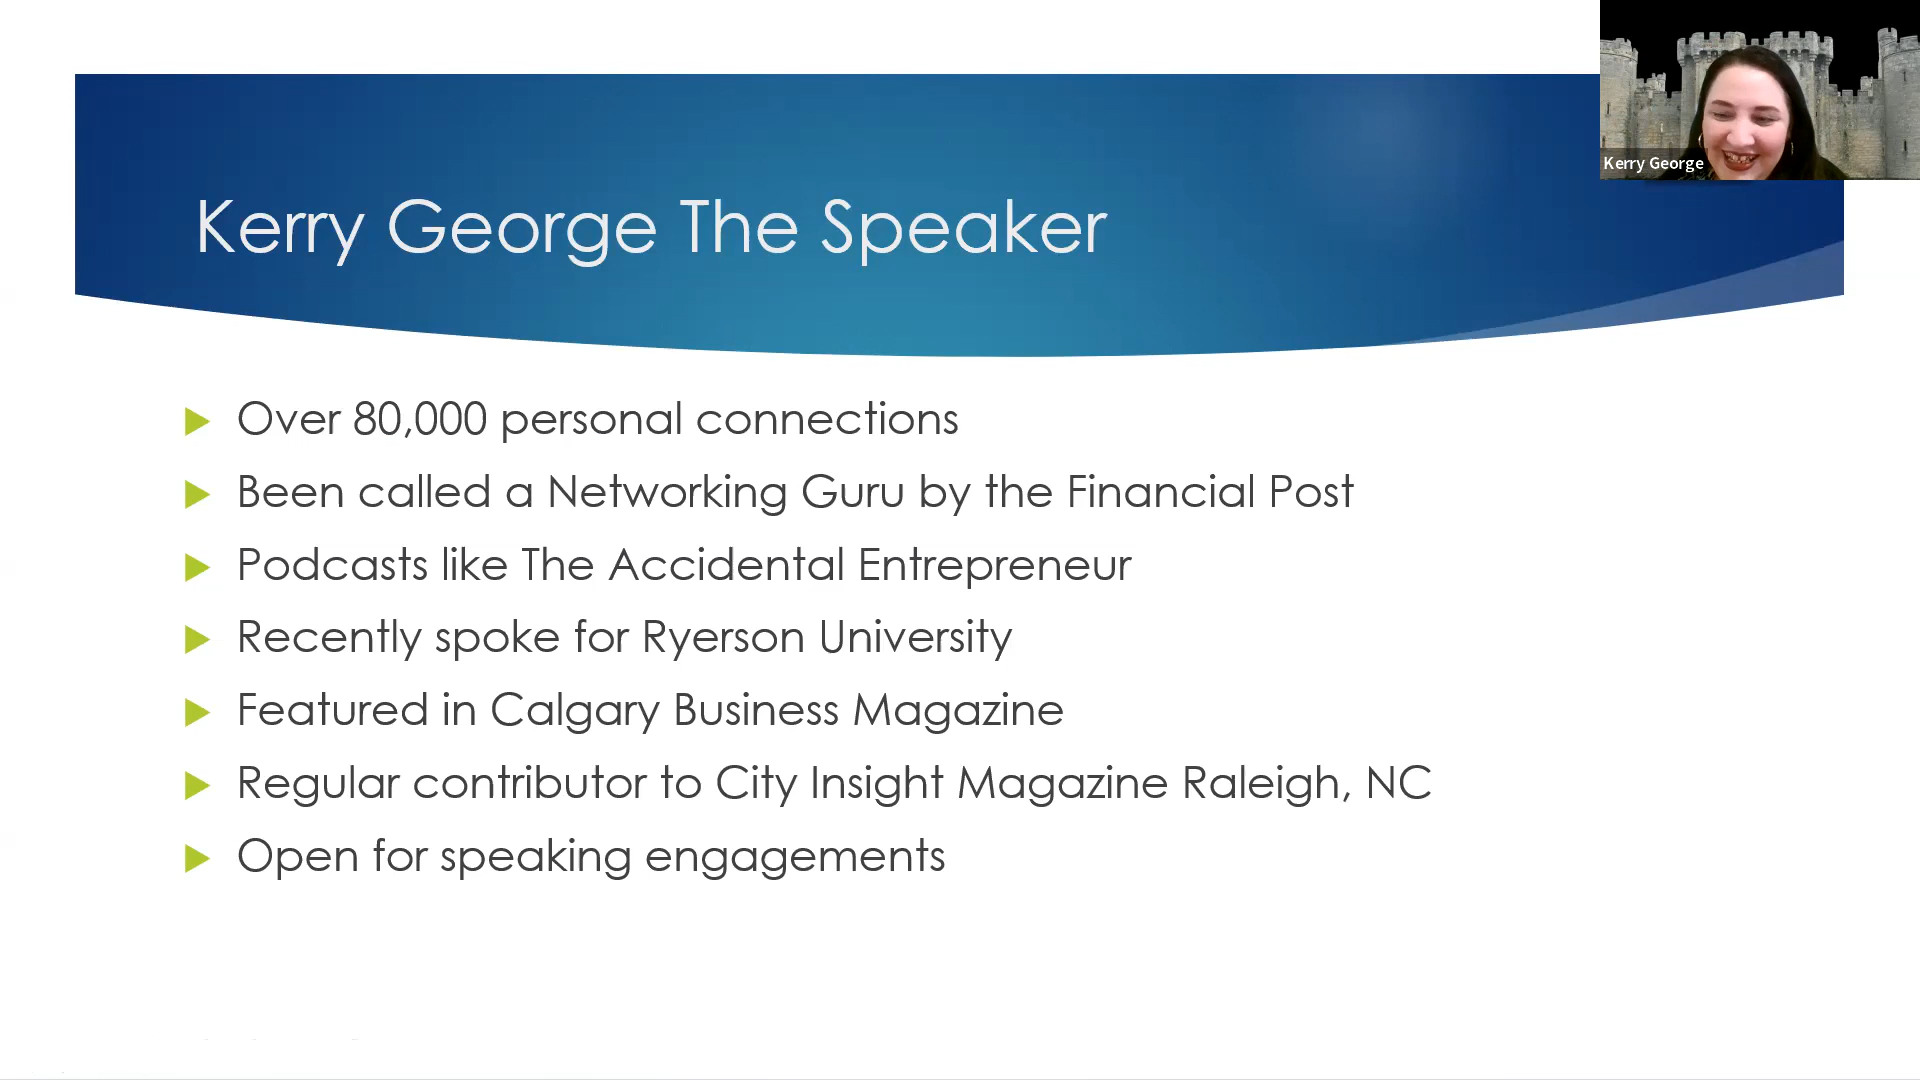 Kerry George
Kerry George The Speaker
Over 80,000 personal connections
Been called a Networking Guru by the Financial Post
Podcasts like The Accidental Entrepreneur
Recently spoke for Ryerson University
Featured in Calgary Business Magazine
Regular contributor to City Insight Magazine Raleigh, NC
Open for speaking engagements